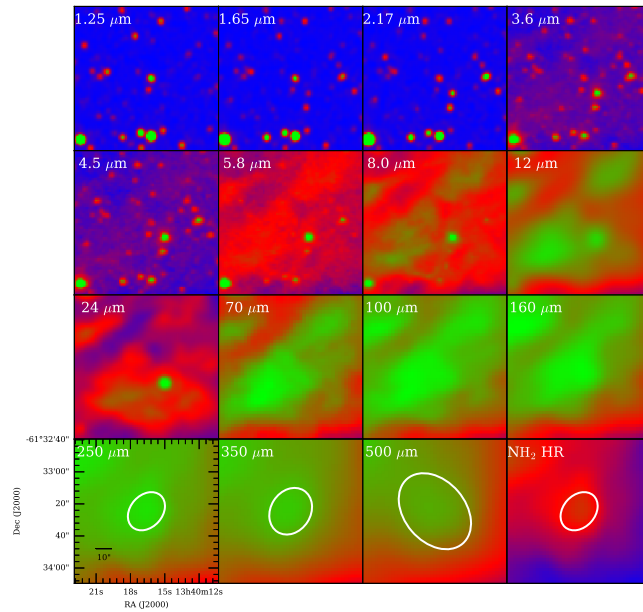 1.25 μm
1.65 μm
2.17 μm
3.6 μm
4.5 μm
5.8 μm
8.0 μm
12 μm
24 μm
70 μm
100 μm
160 μm
250 μm
350 μm
500 μm
NH₂ HR
-61°32'40"
33'00"
20"
40"
34'00"
Dec (J2000)
10"
21s 18s 15s 13h40m12s
RA (J2000)